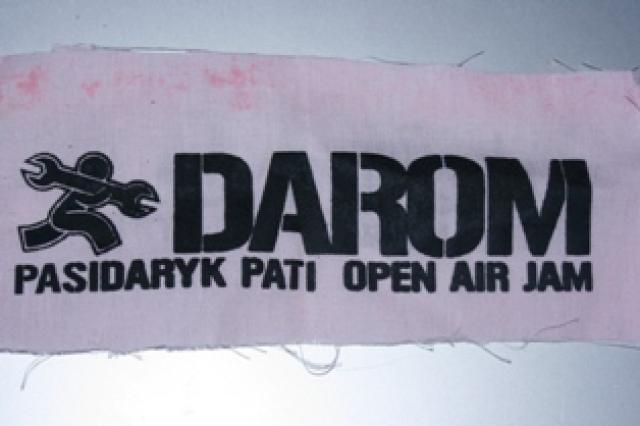 DAROM
PASIDARYK PATI OPEN AIR JAM